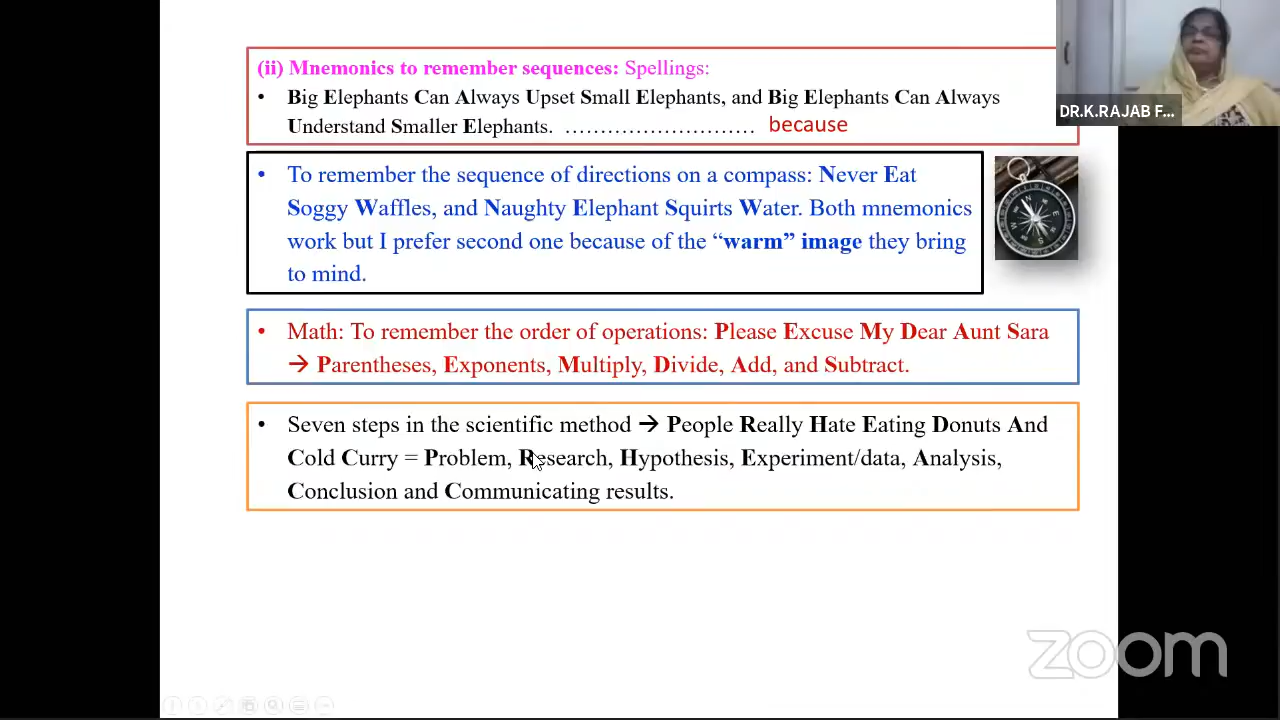 (ii) Mnemonics to remember sequences: Spellings:
• Big Elephants Can Always Upset Small Elephants, and Big Elephants Can Always
Understand Smaller Elephants. ……………………… because
• To remember the sequence of directions on a compass: Never Eat
Soggy Waffles, and Naughty Elephant Squirts Water. Both mnemonics
work but I prefer second one because of the “warm” image they bring
to mind.
• Math: To remember the order of operations: Please Excuse My Dear Aunt Sara
→ Parentheses, Exponents, Multiply, Divide, Add, and Subtract.
• Seven steps in the scientific method → People Really Hate Eating Donuts And
Cold Curry = Problem, Research, Hypothesis, Experiment/data, Analysis,
Conclusion and Communicating results.
DR.K.RAJAB F...
N
E
S
W
zoom